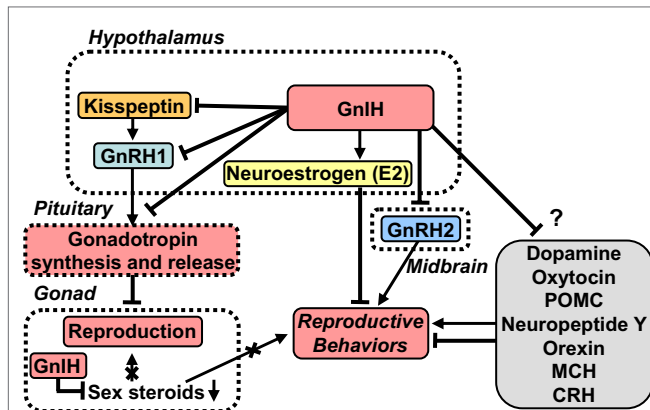 Hypothalamus
Kisspeptin
GnIH
GnRH1
Neuroestrogen (E2)
Pituitary
?
GnRH2
Gonadotropin
synthesis and release
Midbrain
Dopamine
Oxytocin
POMC
Neuropeptide Y
Orexin
MCH
CRH
Gonad
Reproduction
Reproductive
Behaviors
GnIH
Sex steroids